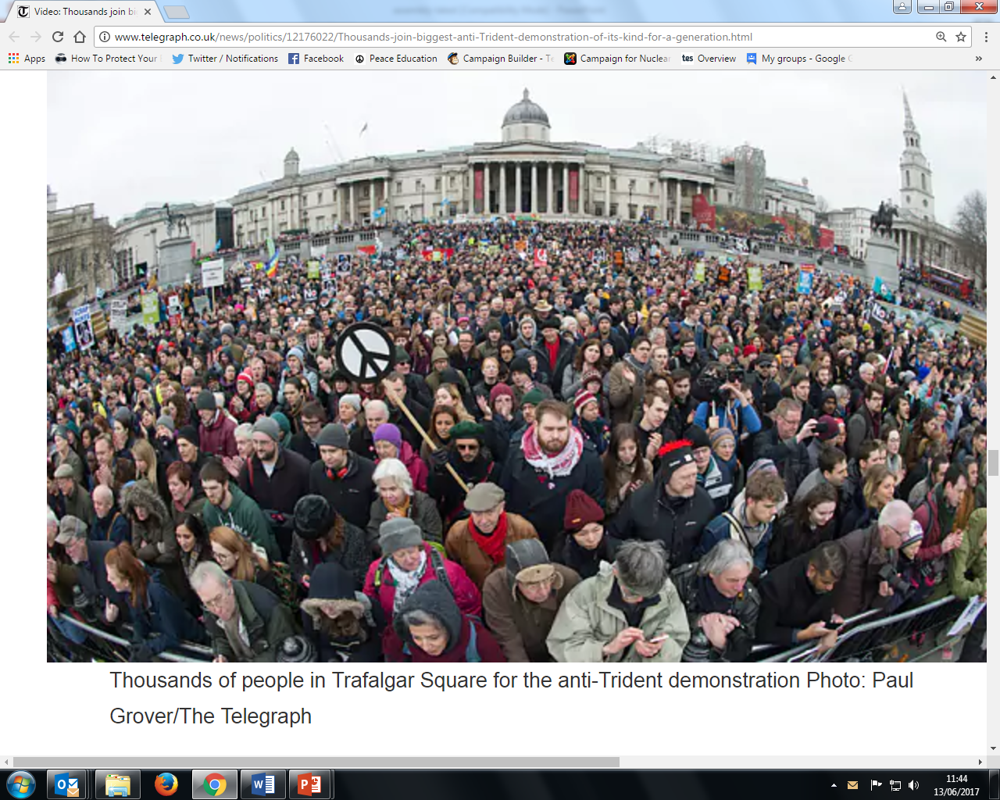 Video: Thousands join bi
www.telegraph.co.uk/news/politics/12176022/Thousands-join-biggest-anti-Trident-demonstration-of-its-kind-for-a-generation.html
Apps How To Protect Your Twitter / Notifications Facebook Peace Education Campaign Builder - Te Campaign for Nuclear tes Overview My groups - Google G
Thousands of people in Trafalgar Square for the anti-Trident demonstration Photo: Paul
Grover/The Telegraph
11:44
13/06/2017